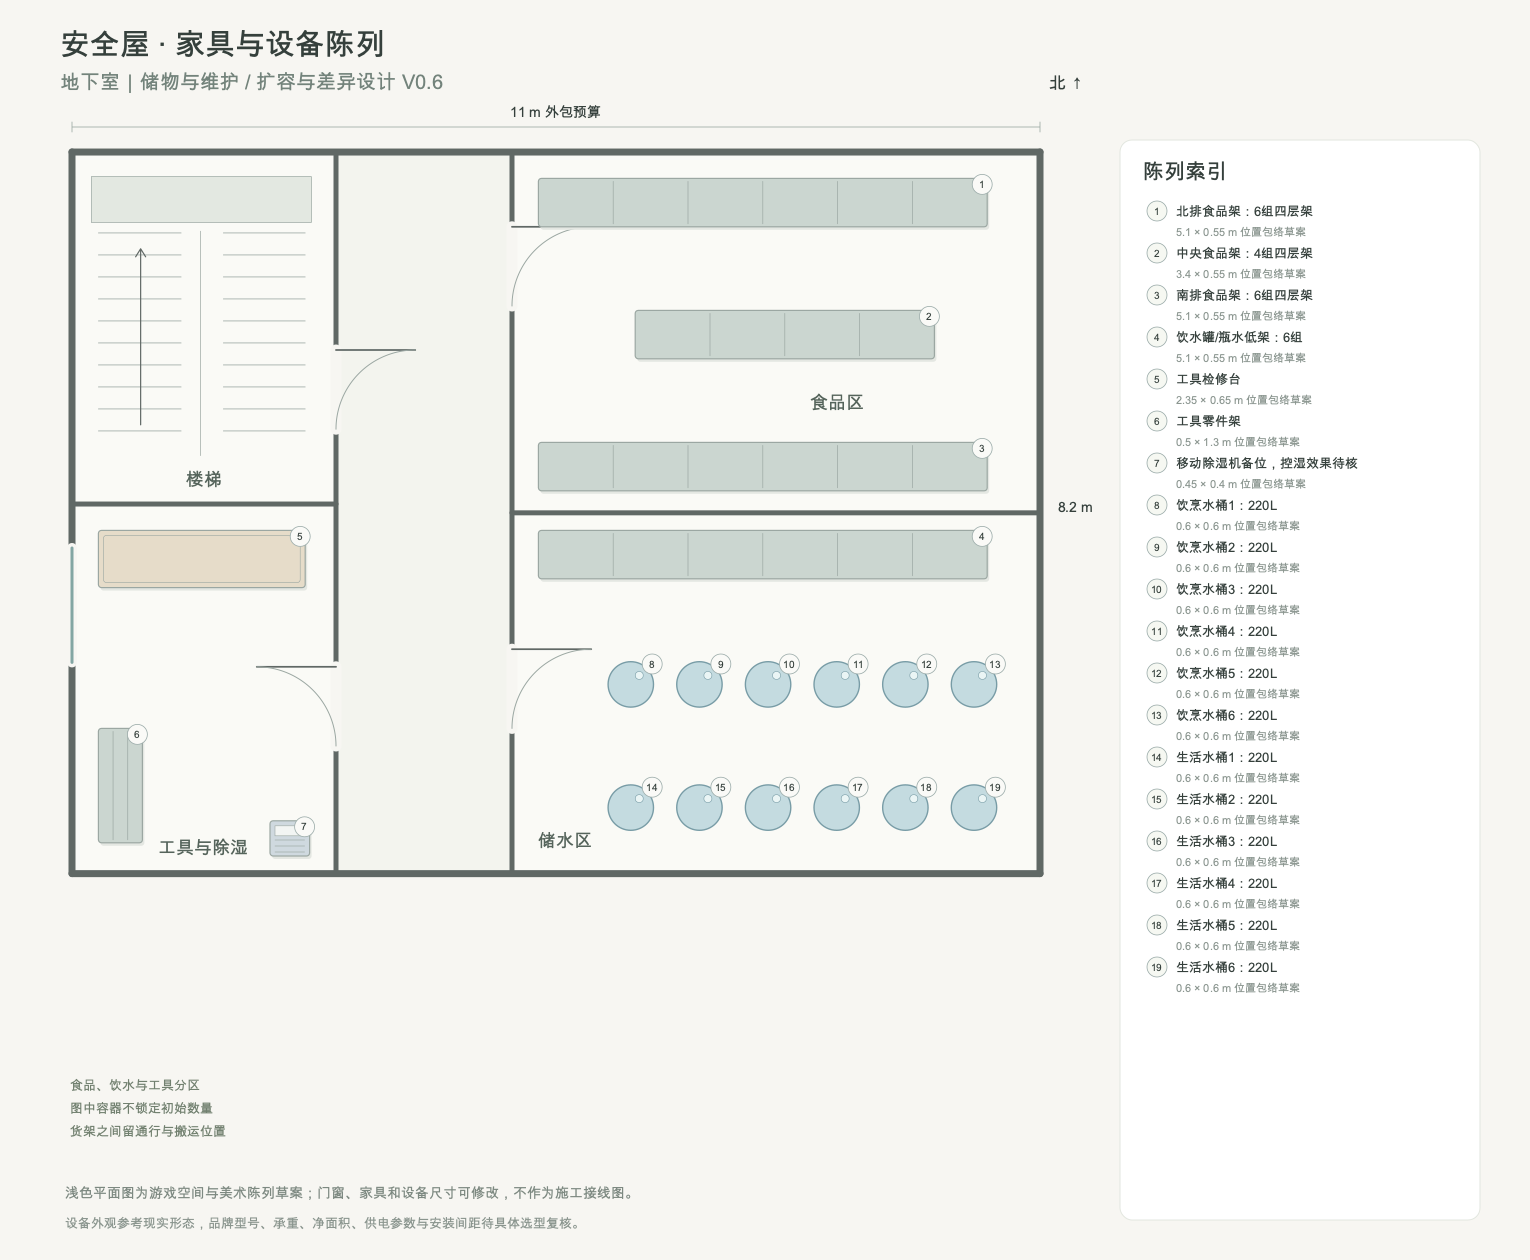 安全屋 · 家具与设备陈列
地下室 | 储物与维护 / 扩容与差异设计 V0.6
北 ↑
11 m 外包预算
1
2
食品区
3
楼梯
8.2 m
5
4
8
9
10
11
12
13
6
14
15
16
17
18
19
7
工具与除湿
储水区
陈列索引
1 北排食品架：6组四层架
5.1 × 0.55 m 位置包络草案
2 中央食品架：4组四层架
3.4 × 0.55 m 位置包络草案
3 南排食品架：6组四层架
5.1 × 0.55 m 位置包络草案
4 饮水罐/瓶水低架：6组
5.1 × 0.55 m 位置包络草案
5 工具检修台
2.35 × 0.65 m 位置包络草案
6 工具零件架
0.5 × 1.3 m 位置包络草案
7 移动除湿机备位，控湿效果待核
0.45 × 0.4 m 位置包络草案
8 饮烹水桶1：220L
0.6 × 0.6 m 位置包络草案
9 饮烹水桶2：220L
0.6 × 0.6 m 位置包络草案
10 饮烹水桶3：220L
0.6 × 0.6 m 位置包络草案
11 饮烹水桶4：220L
0.6 × 0.6 m 位置包络草案
12 饮烹水桶5：220L
0.6 × 0.6 m 位置包络草案
13 饮烹水桶6：220L
0.6 × 0.6 m 位置包络草案
14 生活水桶1：220L
0.6 × 0.6 m 位置包络草案
15 生活水桶2：220L
0.6 × 0.6 m 位置包络草案
16 生活水桶3：220L
0.6 × 0.6 m 位置包络草案
17 生活水桶4：220L
0.6 × 0.6 m 位置包络草案
18 生活水桶5：220L
0.6 × 0.6 m 位置包络草案
19 生活水桶6：220L
0.6 × 0.6 m 位置包络草案
食品、饮水与工具分区
图中容器不锁定初始数量
货架之间留通行与搬运位置
浅色平面图为游戏空间与美术陈列草案；门窗、家具和设备尺寸可修改，不作为施工接线图。
设备外观参考现实形态，品牌型号、承重、净面积、供电参数与安装间距待具体选型复核。